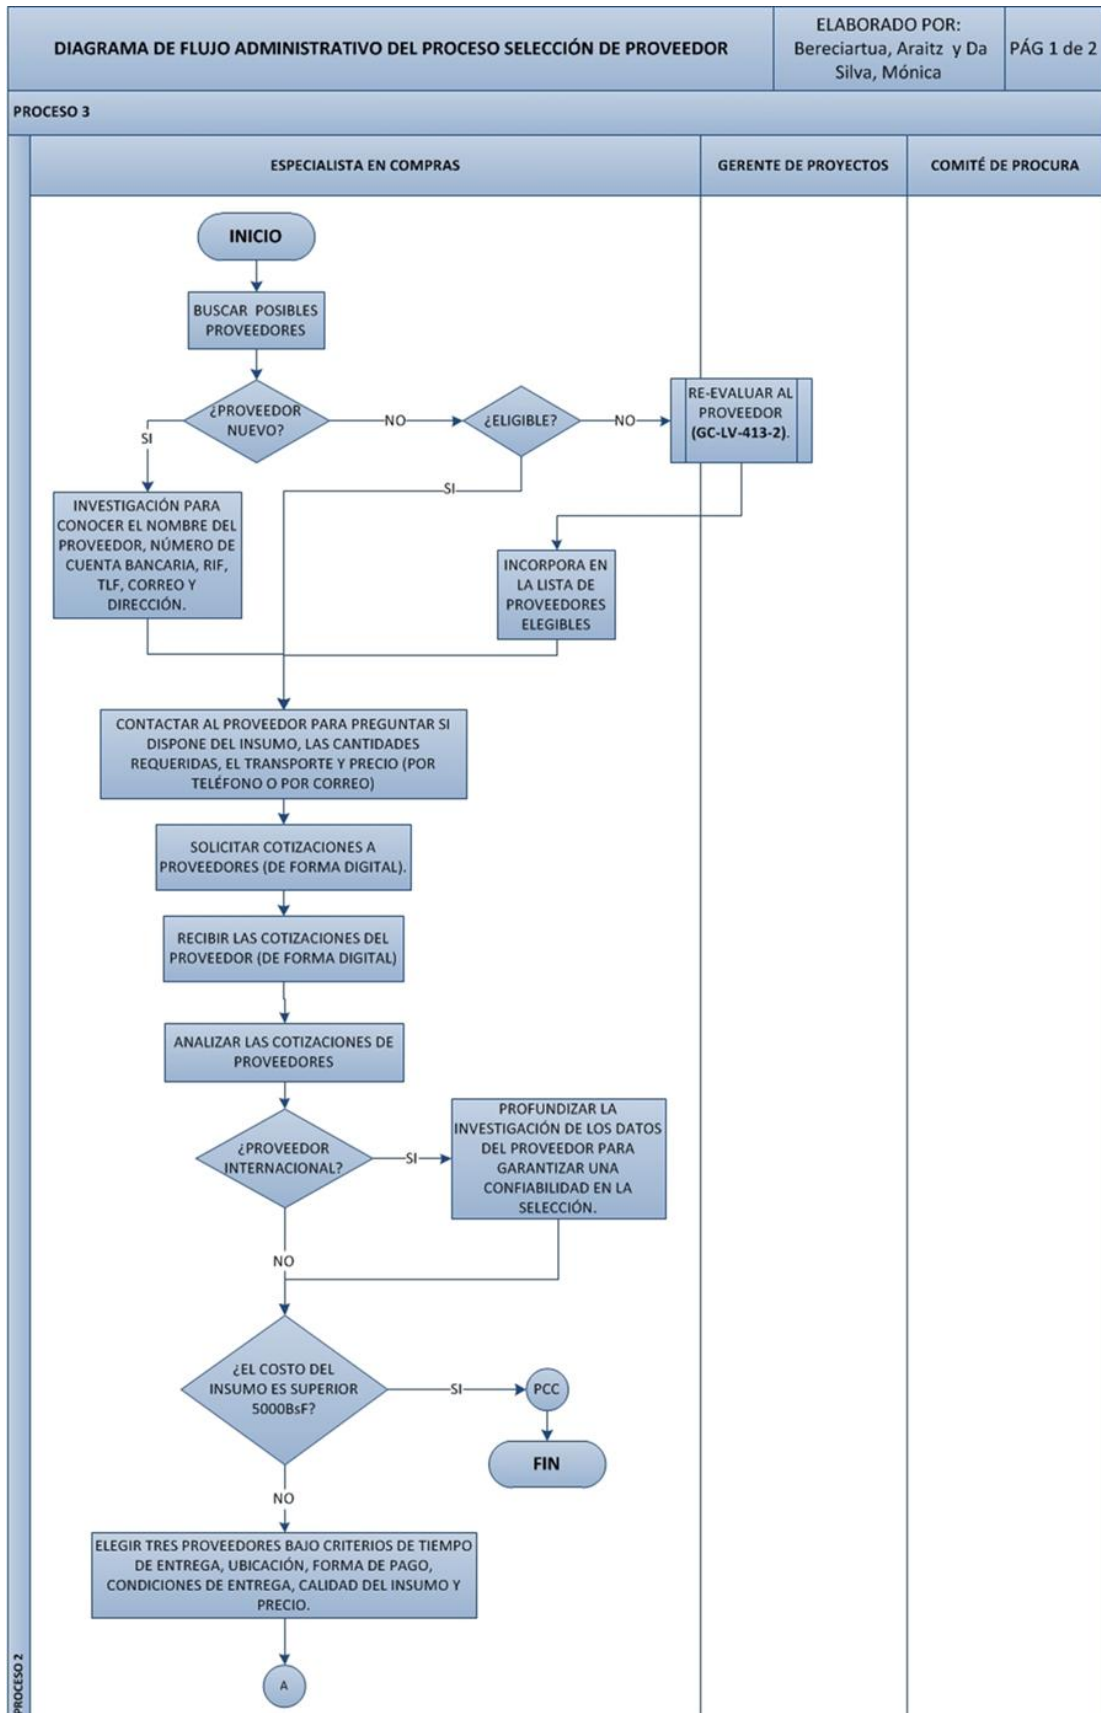 DIAGRAMA DE FLUJO ADMINISTRATIVO DEL PROCESO SELECCIÓN DE PROVEEDOR
ELABORADO POR:
Bereciartua, Araitz y Da
Silva, Mónica
PÁG 1 de 2
PROCESO 3
ESPECIALISTA EN COMPRAS
GERENTE DE PROYECTOS
COMITÉ DE PROCURA
INICIO
BUSCAR POSIBLES
PROVEEDORES
¿PROVEEDOR
NUEVO?
NO
¿ELIGIBLE?
NO
RE-EVALUAR AL
PROVEEDOR
(GC-LV-413-2).
SI
SI
INVESTIGACIÓN PARA
CONOCER EL NOMBRE DEL
PROVEEDOR, NÚMERO DE
CUENTA BANCARIA, RIF,
TLF, CORREO Y
DIRECCIÓN.
INCORPORA EN
LA LISTA DE
PROVEEDORES
ELEGIBLES
CONTACTAR AL PROVEEDOR PARA PREGUNTAR SI
DISPONE DEL INSUMO, LAS CANTIDADES
REQUERIDAS, EL TRANSPORTE Y PRECIO (POR
TELÉFONO O POR CORREO)
SOLICITAR COTIZACIONES A
PROVEEDORES (DE FORMA DIGITAL).
RECIBIR LAS COTIZACIONES DEL
PROVEEDOR (DE FORMA DIGITAL)
ANALIZAR LAS COTIZACIONES DE
PROVEEDORES
¿PROVEEDOR
INTERNACIONAL?
SI
PROFUNDIZAR LA
INVESTIGACIÓN DE LOS DATOS
DEL PROVEEDOR PARA
GARANTIZAR UNA
CONFIABILIDAD EN LA
SELECCIÓN.
NO
¿EL COSTO DEL
INSUMO ES SUPERIOR
5000BsF?
SI
PCC
FIN
NO
ELEGIR TRES PROVEEDORES BAJO CRITERIOS DE TIEMPO
DE ENTREGA, UBICACIÓN, FORMA DE PAGO,
CONDICIONES DE ENTREGA, CALIDAD DEL INSUMO Y
PRECIO.
A
PROCESO 2